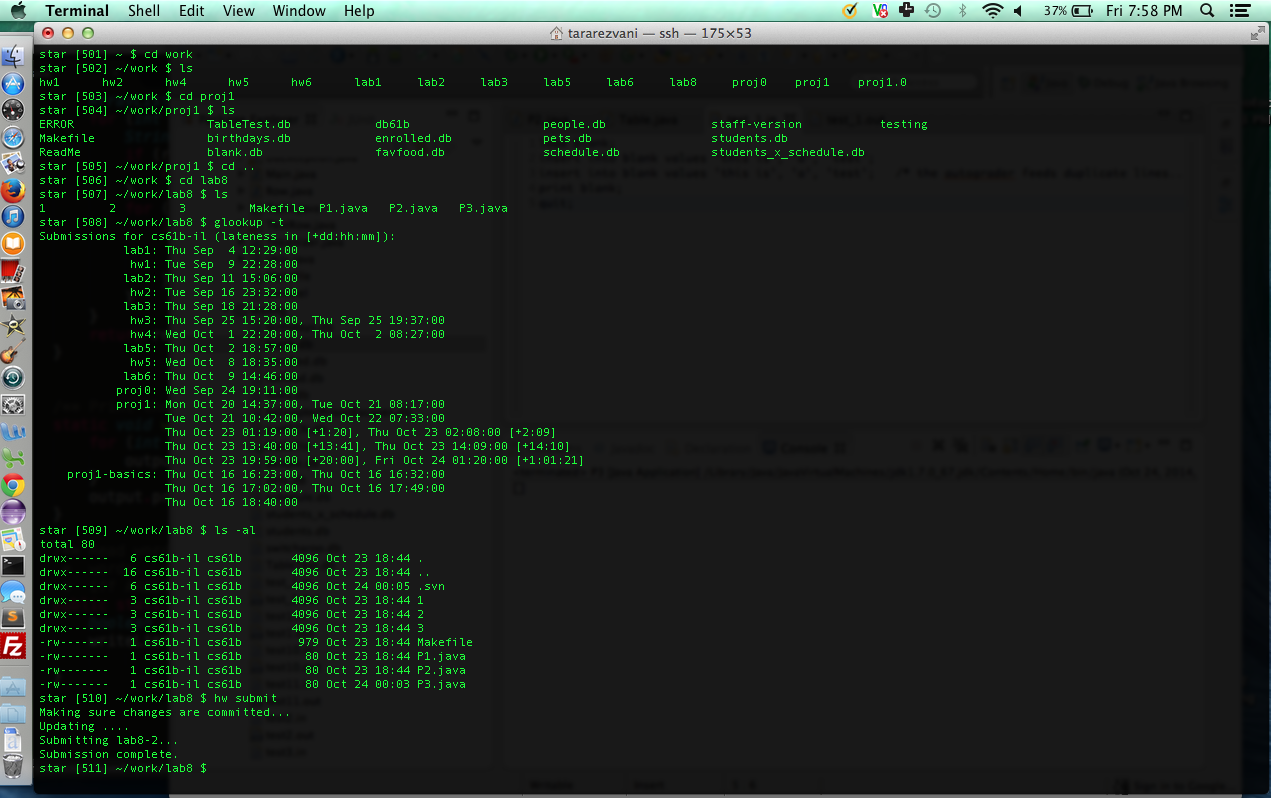 Terminal Shell Edit View Window Help 37% Fri 7:58 PM
tararezvani — ssh — 175×53
star [501] ~ $ cd work
star [502] ~/work $ ls
hw1 hw2 hw4 hw5 hw6 lab1 lab2 lab3 lab5 lab6 lab8 proj0 proj1 proj1.0
star [503] ~/work $ cd proj1
star [504] ~/work/proj1 $ ls
ERROR TableTest.db db61b people.db staff-version testing
Makefile birthdays.db enrolled.db pets.db students.db
ReadMe blank.db favfood.db schedule.db students_x_schedule.db
star [505] ~/work/proj1 $ cd ..
star [506] ~/work $ cd lab8
star [507] ~/work/lab8 $ ls
1 2 3 Makefile P1.java P2.java P3.java
star [508] ~/work/lab8 $ glookup -t
Submissions for cs61b-il (lateness in [+dd:hh:mm]):
lab1: Thu Sep 4 12:29:00
hw1: Tue Sep 9 22:28:00
lab2: Thu Sep 11 15:06:00
hw2: Tue Sep 16 23:32:00
lab3: Thu Sep 18 21:28:00
hw3: Thu Sep 25 15:20:00, Thu Sep 25 19:37:00
hw4: Wed Oct 1 22:20:00, Thu Oct 2 08:27:00
lab5: Thu Oct 2 18:57:00
hw5: Wed Oct 8 18:35:00
lab6: Thu Oct 9 14:46:00
proj0: Wed Sep 24 19:11:00
proj1: Mon Oct 20 14:37:00, Tue Oct 21 08:17:00
Tue Oct 21 10:42:00, Wed Oct 22 07:33:00
Thu Oct 23 01:19:00 [+1:20], Thu Oct 23 02:08:00 [+2:09]
Thu Oct 23 13:40:00 [+13:41], Thu Oct 23 14:09:00 [+14:10]
Thu Oct 23 19:59:00 [+20:00], Fri Oct 24 01:20:00 [+1:01:21]
proj1-basics: Thu Oct 16 16:23:00, Thu Oct 16 16:32:00
Thu Oct 16 17:02:00, Thu Oct 16 17:49:00
Thu Oct 16 18:40:00
star [509] ~/work/lab8 $ ls -al
total 80
drwx------ 6 cs61b-il cs61b 4096 Oct 23 18:44 .
drwx------ 16 cs61b-il cs61b 4096 Oct 23 18:44 ..
drwx------ 6 cs61b-il cs61b 4096 Oct 24 00:05 .svn
drwx------ 3 cs61b-il cs61b 4096 Oct 23 18:44 1
drwx------ 3 cs61b-il cs61b 4096 Oct 23 18:44 2
drwx------ 3 cs61b-il cs61b 4096 Oct 23 18:44 3
-rw------- 1 cs61b-il cs61b 979 Oct 23 18:44 Makefile
-rw------- 1 cs61b-il cs61b 80 Oct 23 18:44 P1.java
-rw------- 1 cs61b-il cs61b 80 Oct 23 18:44 P2.java
-rw------- 1 cs61b-il cs61b 80 Oct 24 00:03 P3.java
star [510] ~/work/lab8 $ hw submit
Making sure changes are committed...
Updating ....
Submitting lab8-2...
Submission complete.
star [511] ~/work/lab8 $